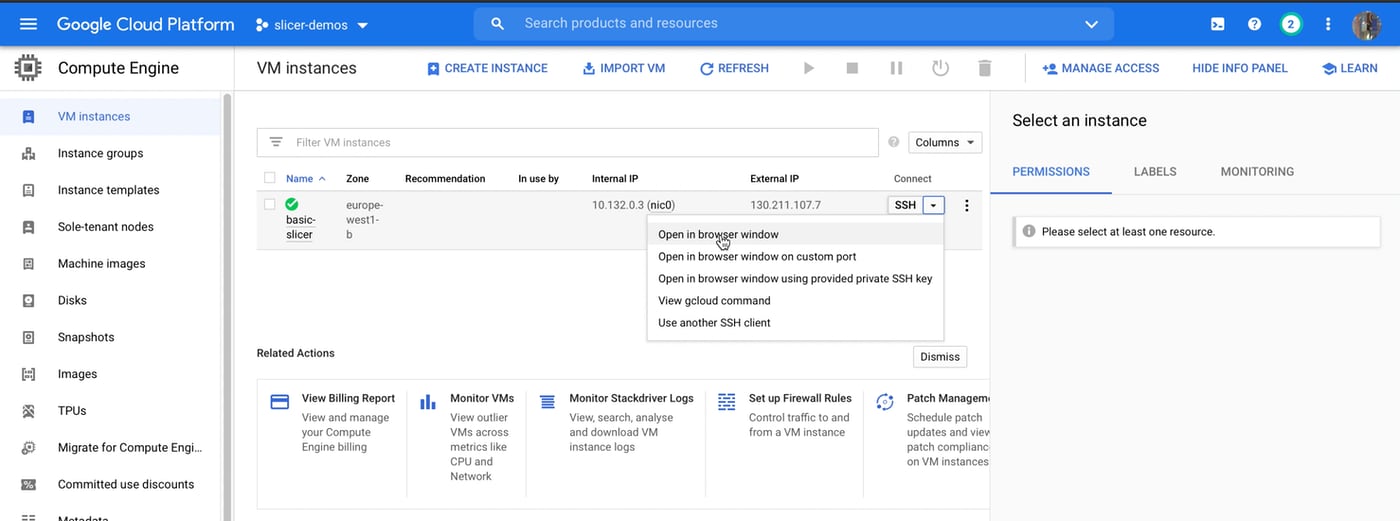 Google Cloud Platform
slicer-demos
Search products and resources
2
Compute Engine
VM instances
CREATE INSTANCE
IMPORT VM
REFRESH
MANAGE ACCESS
HIDE INFO PANEL
LEARN
VM instances
Instance groups
Instance templates
Sole-tenant nodes
Machine images
Disks
Snapshots
Images
TPUs
Migrate for Compute Engi...
Committed use discounts
Metadata
Filter VM instances
Columns
Name
Zone
Recommendation
In use by
Internal IP
External IP
Connect
basic-
slicer
europe-
west1-
b
10.132.0.3 (nic0)
130.211.107.7
SSH
Open in browser window
Open in browser window on custom port
Open in browser window using provided private SSH key
View gcloud command
Use another SSH client
Related Actions
Dismiss
View Billing Report
View and manage
your Compute
Engine billing
Monitor VMs
View outlier
VMs across
metrics like
CPU and
Network
Monitor Stackdriver Logs
View, search, analyse
and download VM
instance logs
Set up Firewall Rules
Control traffic to and
from a VM instance
Patch Manageme
Schedule patch
updates and view
patch compliance
on VM instances
Select an instance
PERMISSIONS
LABELS
MONITORING
Please select at least one resource.